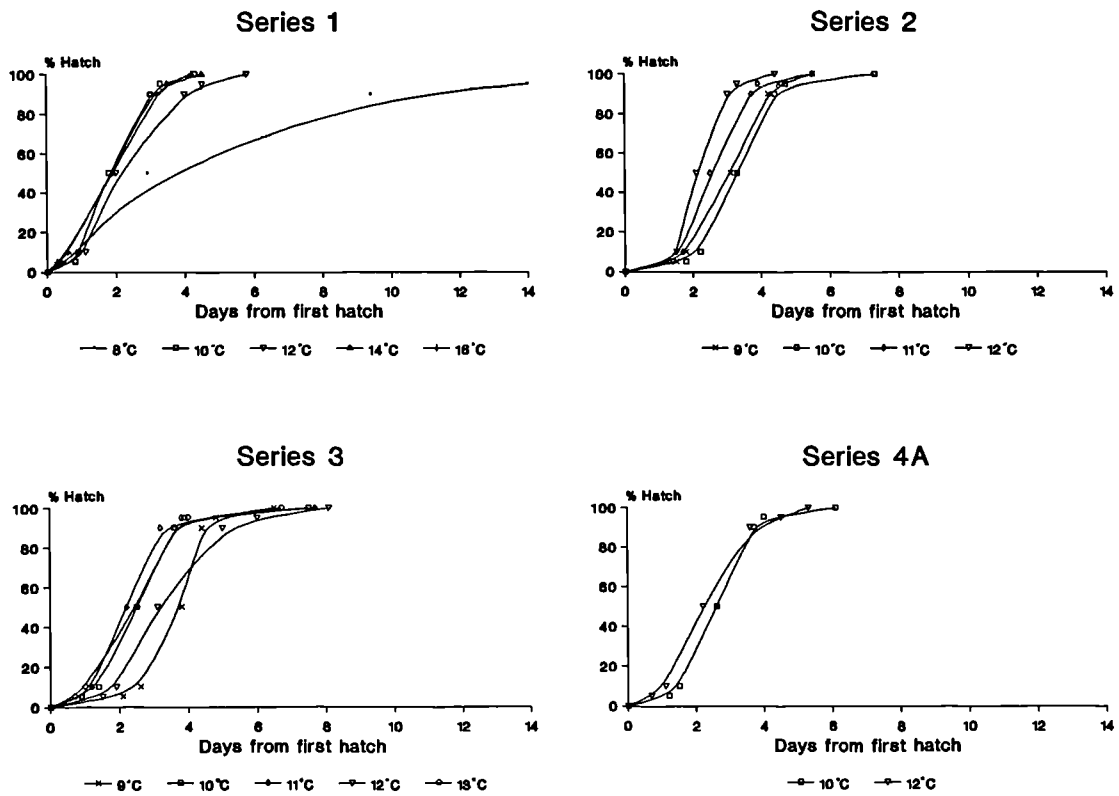 Series 1
% Hatch
100
80
60
40
20
0
0 2 4 6 8 10 12 14
Days from first hatch
8°C 10°C 12°C 14°C 16°C
Series 2
% Hatch
100
80
60
40
20
0
0 2 4 6 8 10 12 14
Days from first hatch
9°C 10°C 11°C 12°C
Series 3
% Hatch
100
80
60
40
20
0
0 2 4 6 8 10 12 14
Days from first hatch
9°C 10°C 11°C 12°C 13°C
Series 4A
% Hatch
100
80
60
40
20
0
0 2 4 6 8 10 12 14
Days from first hatch
10°C 12°C